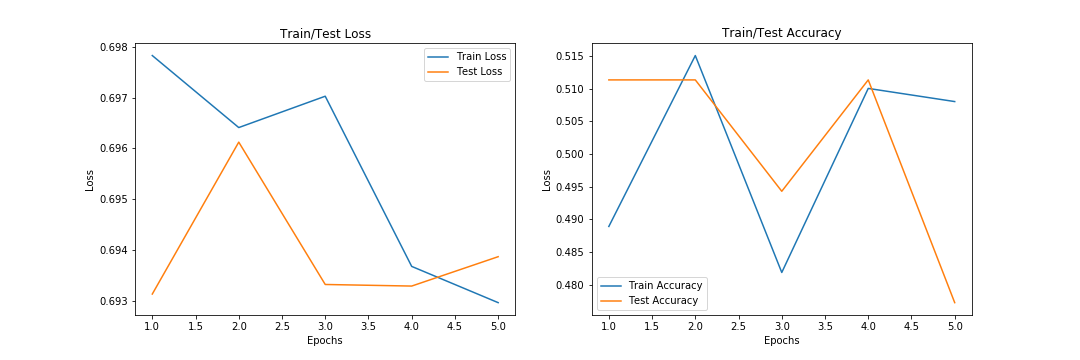 Train/Test Loss
0.698
0.697
0.696
0.695
0.694
0.693
Loss
Train Loss
Test Loss
1.0 1.5 2.0 2.5 3.0 3.5 4.0 4.5 5.0
Epochs
Train/Test Accuracy
0.515
0.510
0.505
0.500
0.495
0.490
0.485
0.480
Loss
Train Accuracy
Test Accuracy
1.0 1.5 2.0 2.5 3.0 3.5 4.0 4.5 5.0
Epochs